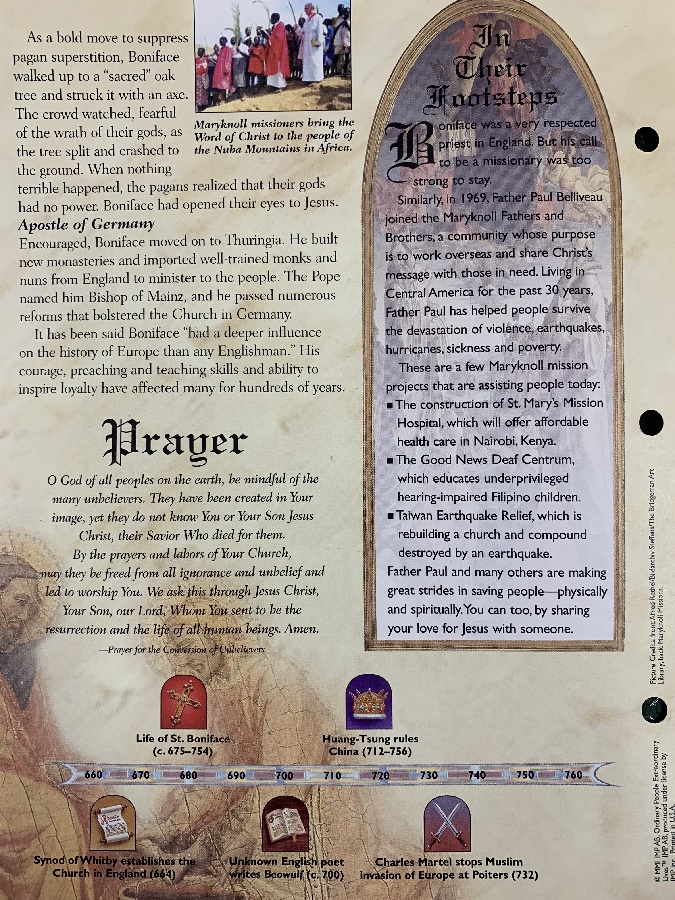 As a bold move to suppress
pagan superstition, Boniface
walked up to a “sacred” oak
tree and struck it with an axe.
The crowd watched, fearful
of the wrath of their gods, as
the tree split and crashed to
the ground. When nothing
terrible happened, the pagans realized that their gods
had no power. Boniface had opened their eyes to Jesus.
Maryknoll missioners bring the
Word of Christ to the people of
the Nuba Mountains in Africa.
Apostle of Germany
Encouraged, Boniface moved on to Thuringia. He built
new monasteries and imported well-trained monks and
nuns from England to minister to the people. The Pope
named him Bishop of Mainz, and he passed numerous
reforms that bolstered the Church in Germany.
It has been said Boniface “had a deeper influence
on the history of Europe than any Englishman.” His
courage, preaching and teaching skills and ability to
inspire loyalty have affected many for hundreds of years.
Prayer
O God of all peoples on the earth, be mindful of the
many unbelievers. They have been created in Your
image, yet they do not know You or Your Son Jesus
Christ, their Savior Who died for them.
By the prayers and labors of Your Church,
may they be freed from all ignorance and unbelief and
led to worship You. We ask this through Jesus Christ,
Your Son, our Lord, Whom You sent to be the
resurrection and the life of all human beings. Amen.
—Prayer for the Conversion of Unbelievers
In
Their
Footsteps
Boniface was a very respected
priest in England. But his call
to be a missionary was too
strong to stay.
Similarly, in 1969, Father Paul Belliveau
joined the Maryknoll Fathers and
Brothers, a community whose purpose
is to work overseas and share Christ's
message with those in need. Living in
Central America for the past 30 years,
Father Paul has helped people survive
the devastation of violence, earthquakes,
hurricanes, sickness and poverty.
These are a few Maryknoll mission
projects that are assisting people today:
■ The construction of St. Mary's Mission
Hospital, which will offer affordable
health care in Nairobi, Kenya.
■ The Good News Deaf Centrum,
which educates underprivileged
hearing-impaired Filipino children.
■ Taiwan Earthquake Relief, which is
rebuilding a church and compound
destroyed by an earthquake.
Father Paul and many others are making
great strides in saving people—physically
and spiritually. You can too, by sharing
your love for Jesus with someone.
Life of St. Boniface
(c. 675–754)
Huang-Tsung rules
China (712–756)
660 670 680 690 700 710 720 730 740 750 760
Synod of Whitby establishes the
Church in England (664)
Unknown English poet
writes Beowulf (c. 700)
Charles Martel stops Muslim
invasion of Europe at Poiters (732)
Library, back: Maryknoll Missions.